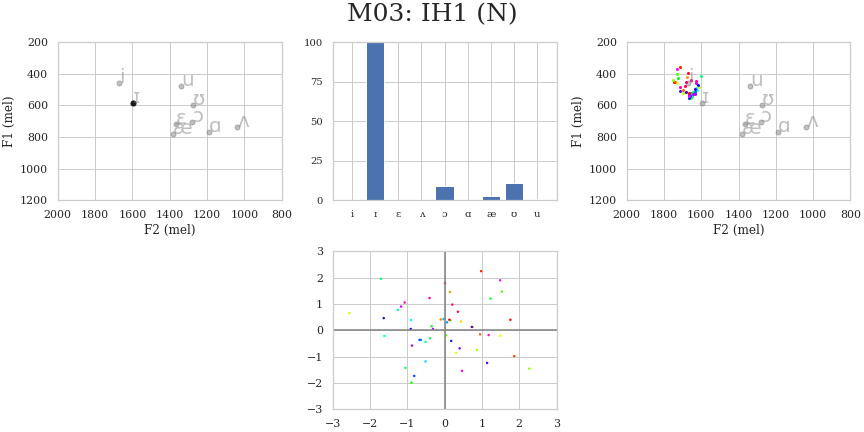 M03: IH1 (N)
200
400
600
800
1000
1200
F1 (mel)
2000 1800 1600 1400 1200 1000 800
F2 (mel)
i u ɪ ʊ ɛ ɔ æ ɑ ʌ
100
75
50
25
0
i ɪ ɛ ʌ ɔ ɑ æ ʊ u
200
400
600
800
1000
1200
F1 (mel)
2000 1800 1600 1400 1200 1000 800
F2 (mel)
i u ɪ ʊ ɛ ɔ æ ɑ ʌ
3
2
1
0
−1
−2
−3
−3 −2 −1 0 1 2 3